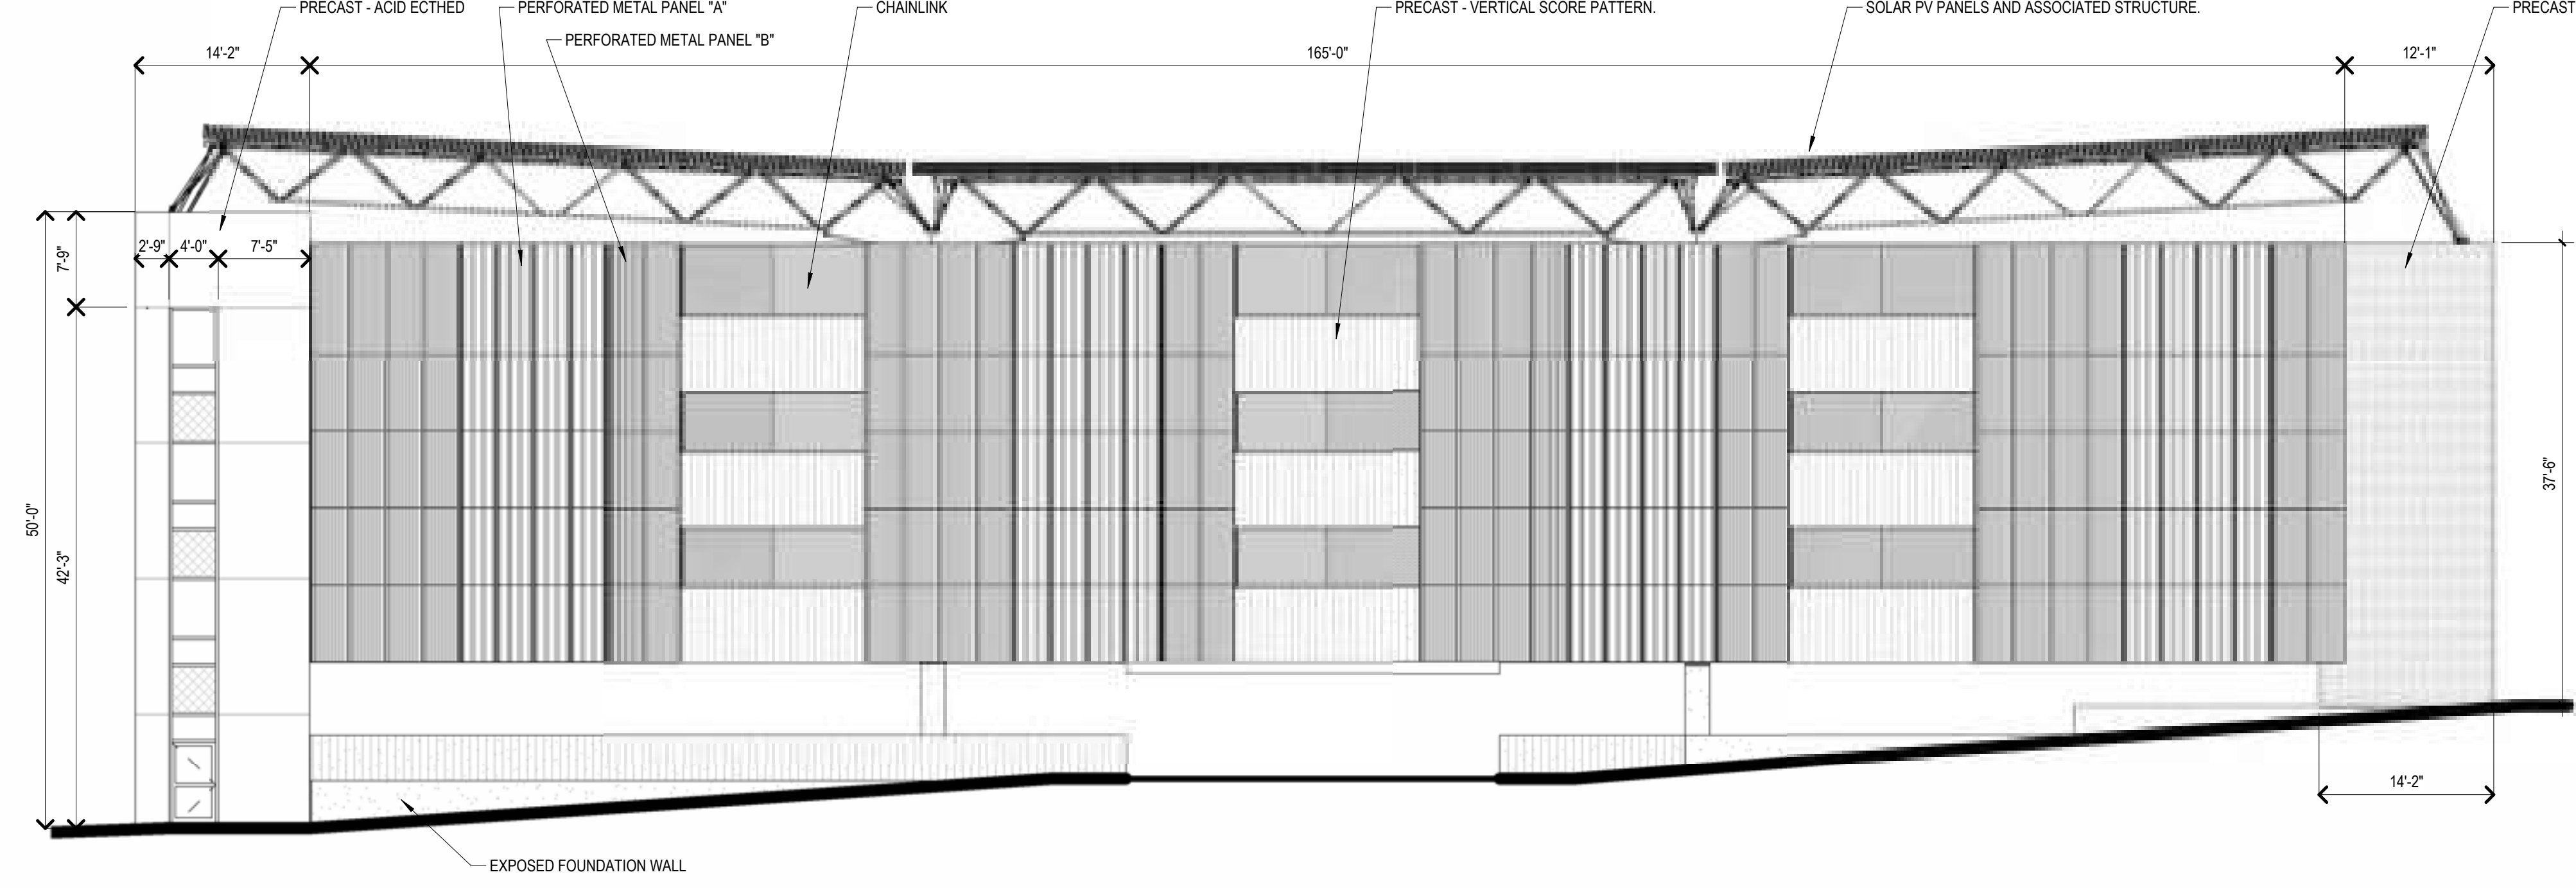 PRECAST - ACID ECTHED
PERFORATED METAL PANEL "A"
CHAINLINK
PRECAST - VERTICAL SCORE PATTERN.
SOLAR PV PANELS AND ASSOCIATED STRUCTURE.
PRECAST
PERFORATED METAL PANEL "B"
14'-2"
165'-0"
12'-1"
2'-9"
4'-0"
7'-5"
7'-9"
50'-0"
42'-3"
37'-6"
14'-2"
EXPOSED FOUNDATION WALL